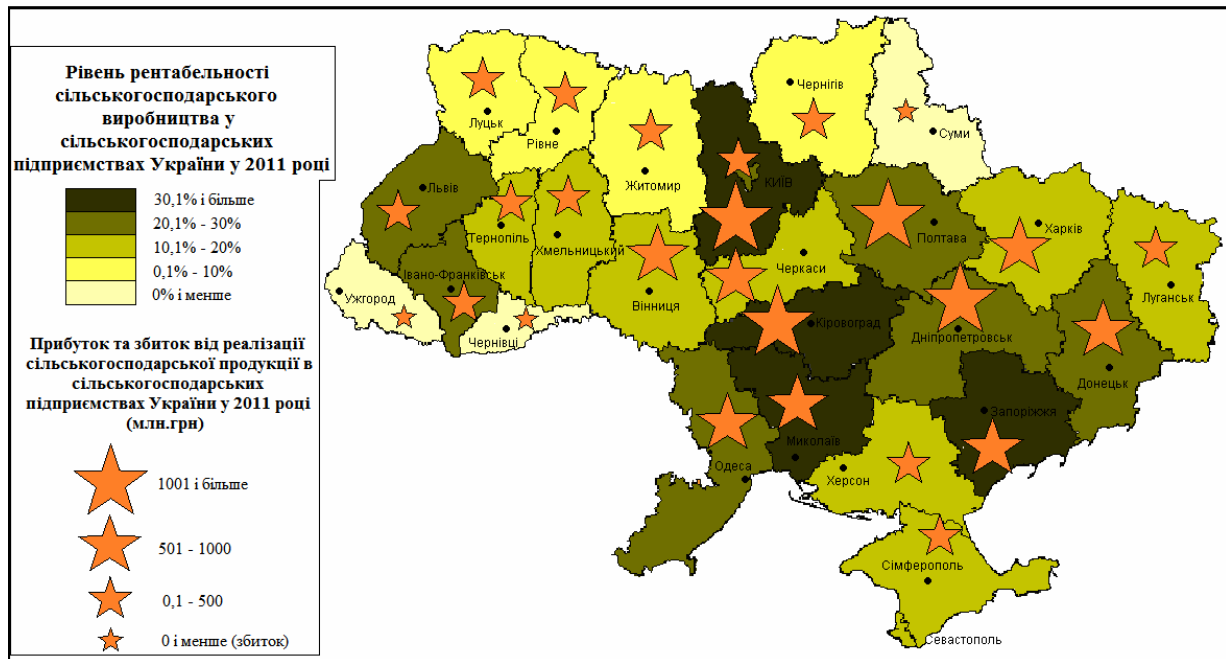 Рівень рентабельності
сільськогосподарського
виробництва у
сільськогосподарських
підприємствах України у 2011 році
30,1% і більше
20,1% - 30%
10,1% - 20%
0,1% - 10%
0% і менше
Прибуток та збиток від реалізації
сільськогосподарської продукції в
сільськогосподарських
підприємствах України у 2011 році
(млн.грн)
1001 і більше
501 - 1000
0,1 - 500
0 і менше (збиток)
Чернігів
Луцьк
Суми
Рівне
Житомир
КИЇВ
Львів
Тернопіль
Хмельницький
Полтава
Харків
Черкаси
Івано-Франківськ
Ужгород
Вінниця
Луганськ
Чернівці
Кіровоград
Дніпропетровськ
Донецьк
Запоріжжя
Миколаїв
Одеса
Херсон
Сімферополь
Севастополь